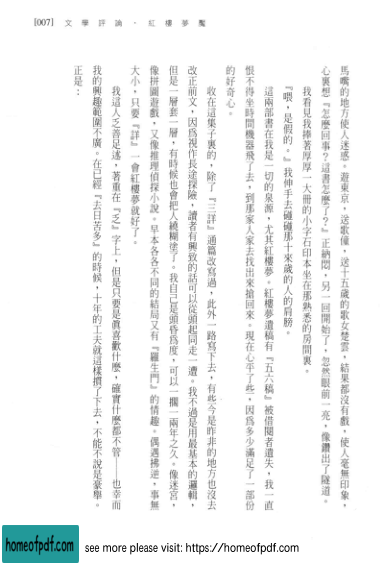 [007] 文學評論・紅樓夢魘
馬嘴的地方使人迷惑。遊東京，送歌僮，送十五歲的歌女楚雲，結果都沒有戲，使人毫無印象，
心裏想『怎麼回事？這書怎麼了？』正納悶，另一回開始了，忽然眼前一亮，像鑽出了隧道。
我看見我捧著厚厚一大冊的小字石印本坐在那熟悉的房間裏。
『喂，是假的。』我伸手去碰碰那十來歲的人的肩膀。
這兩部書在我是一切的泉源，尤其紅樓夢。紅樓夢遺稿有『五六稿』被借閱者遺失，我一直
恨不得坐時間機器飛了去，到那家人家去找出來搶回來。現在心平了些，因為多少滿足了一部份
的好奇心。
收在這集子裏的，除了『三詳』通篇改寫過，此外一路寫下去，有些今是昨非的地方也沒去
改正前文，因為視作長途探險，讀者有興致的話可以從頭起同走一遭。我不過是用最基本的邏輯，
但是一層套一層，有時候也會把人繞糊塗了。我自己是頭昏為度，可以一擱一兩年之久。像迷宮，
像拼圖遊戲，又像推理偵探小說。早本各各不同的結局又有『羅生門』的情趣。偶遇拂逆，事無
大小，只要『詳』一會紅樓夢就好了。
我這人乏善足述，著重在『乏』字上，但是只要是真喜歡什麼，確實什麼都不管——也幸而
我的興趣範圍不廣。在已經『去日苦多』的時候，十年的工夫就這樣摜了下去，不能不說是豪舉。
正是：
homeofpdf.com
see more please visit: https://homeofpdf.com
homeofpdf.com